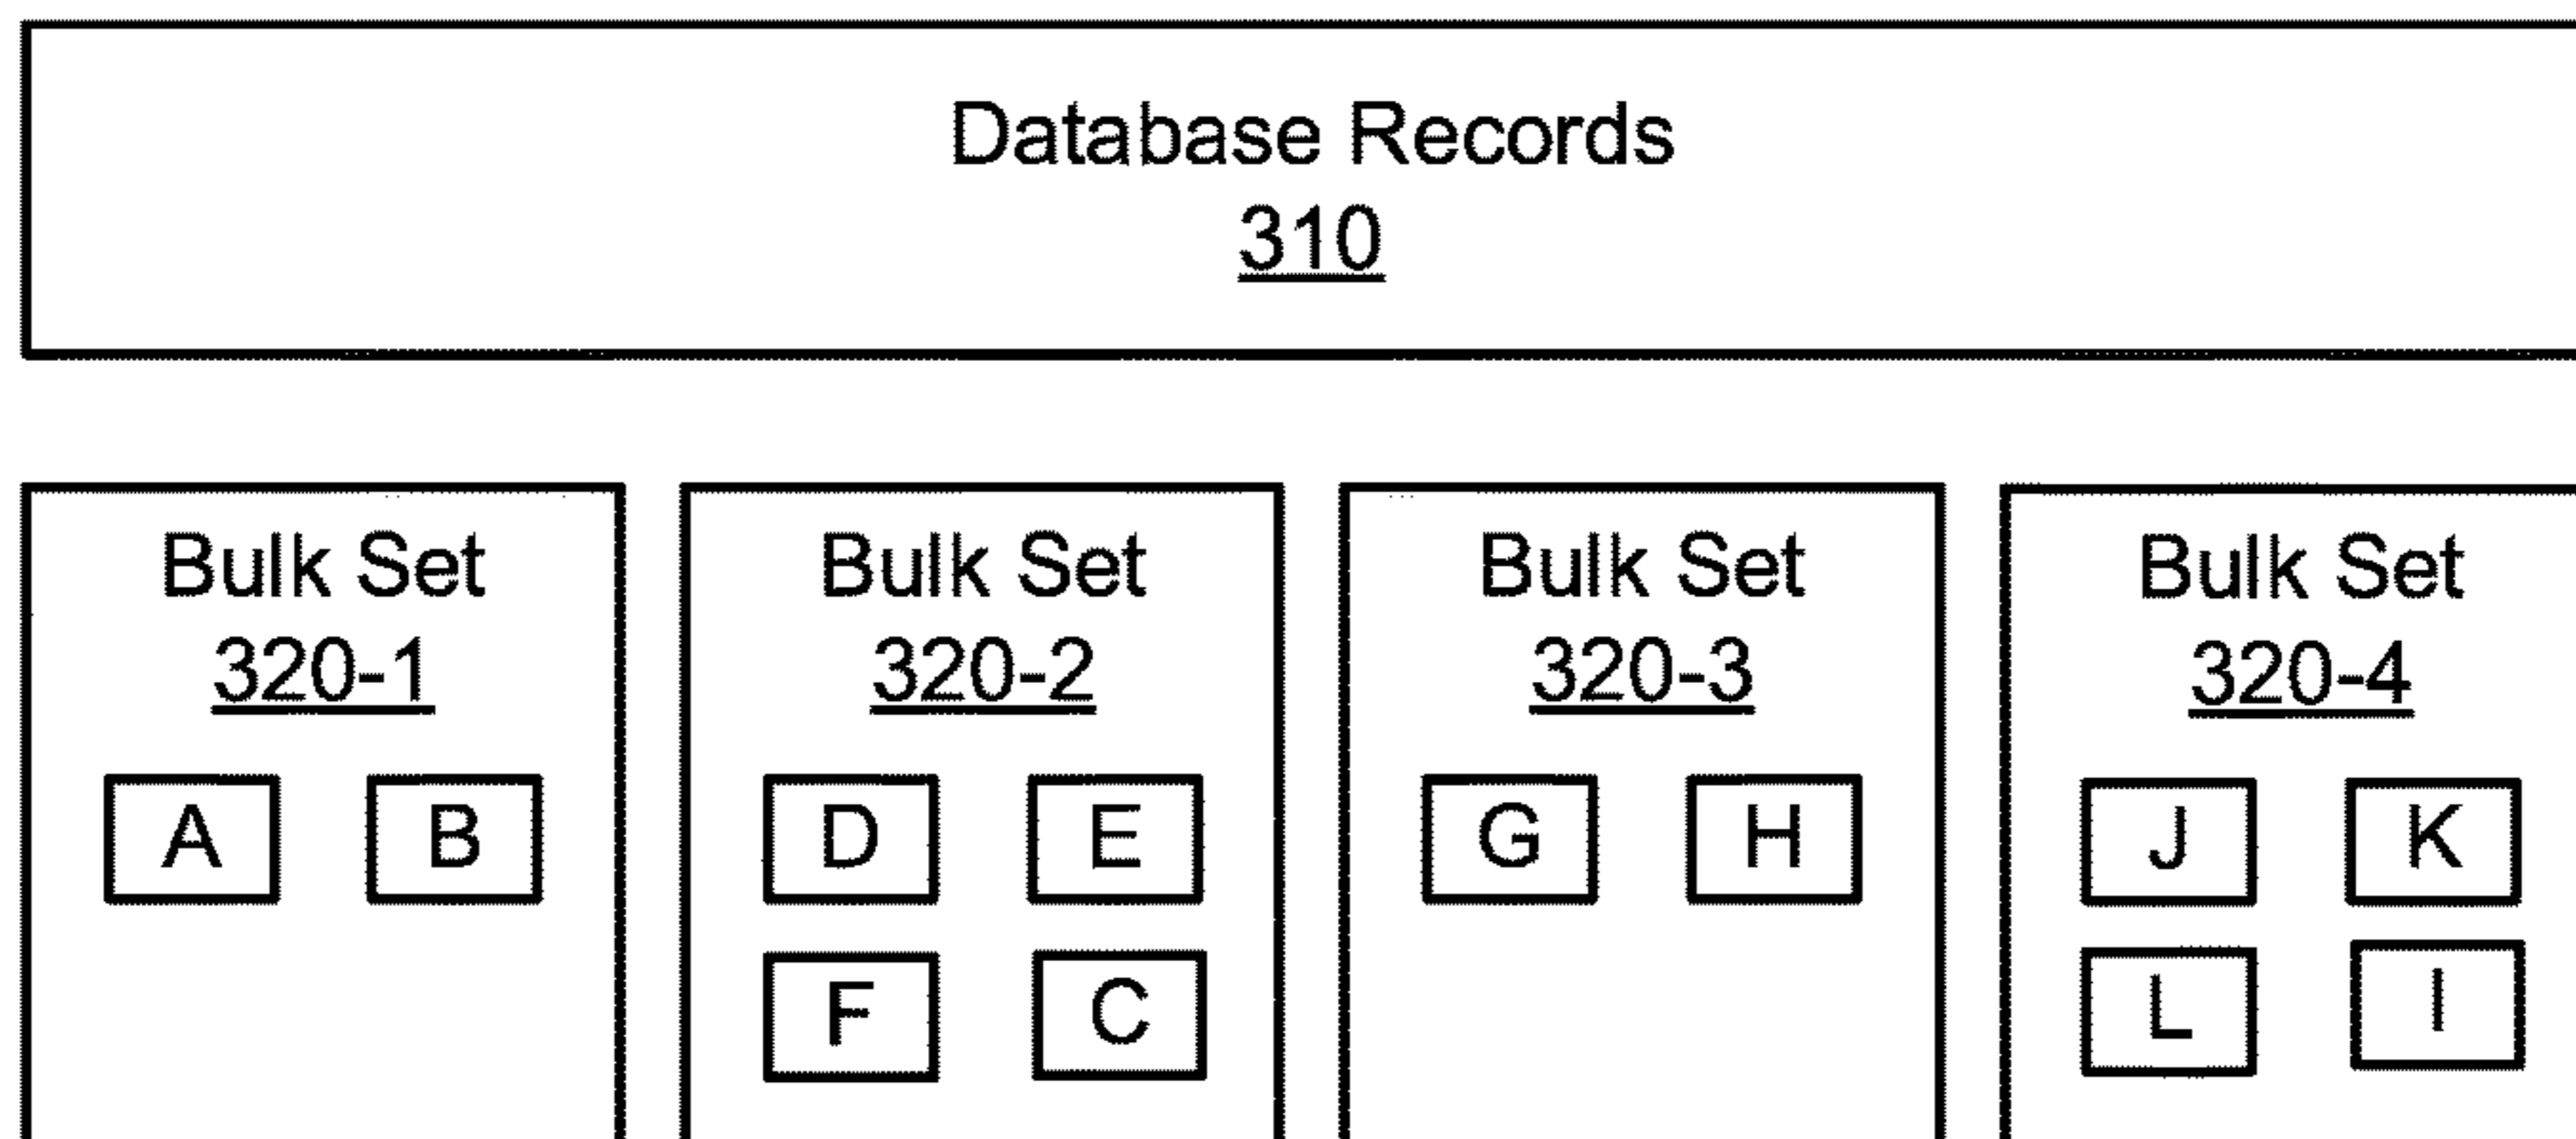 Database Records
310
Bulk Set
320-1
A B
Bulk Set
320-2
D E
F C
Bulk Set
320-3
G H
Bulk Set
320-4
J K
L I